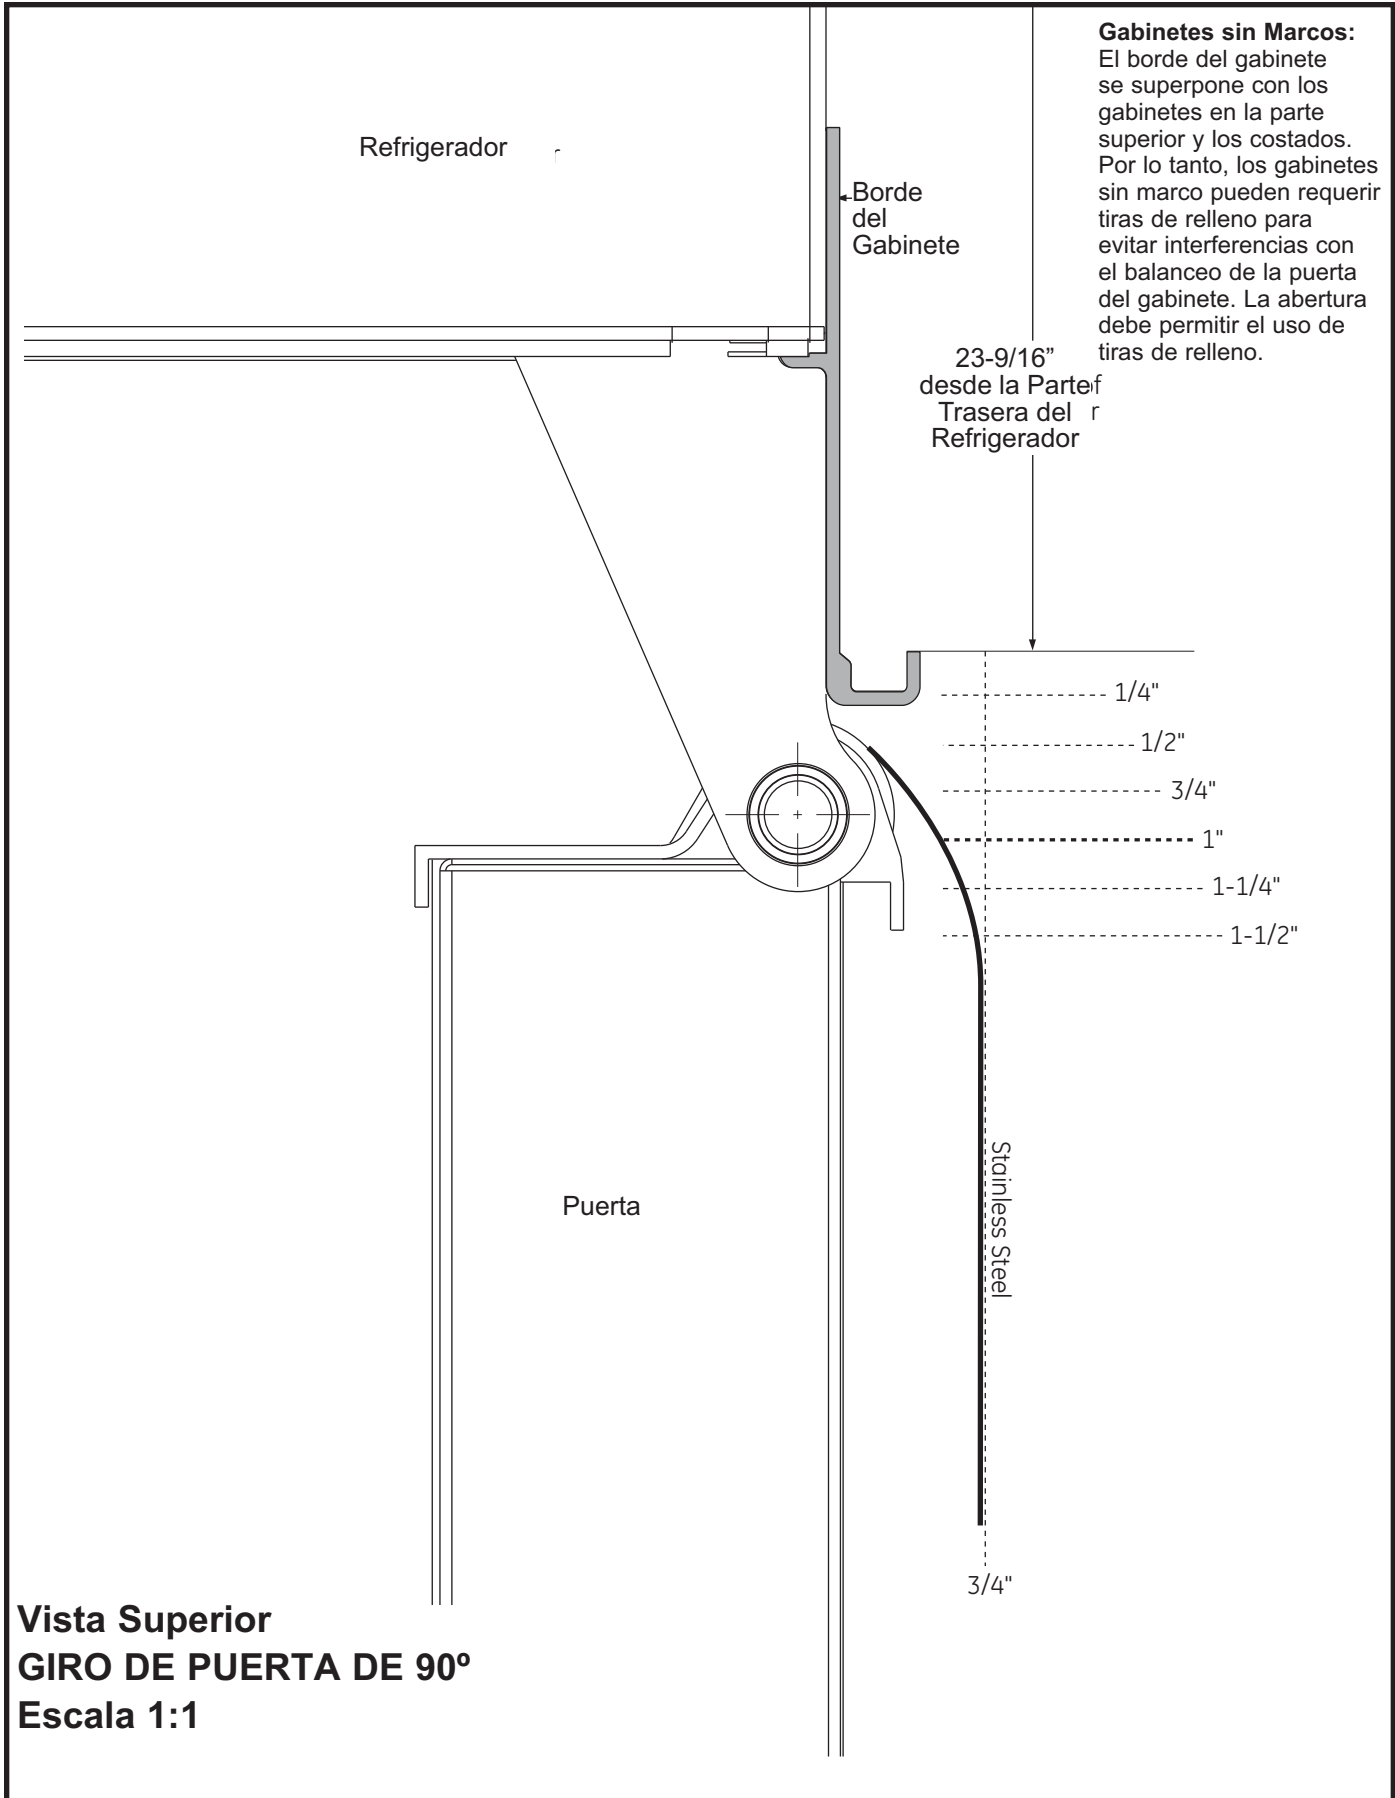 Gabinetes sin Marcos:
El borde del gabinete
se superpone con los
gabinetes en la parte
superior y los costados.
Por lo tanto, los gabinetes
sin marco pueden requerir
tiras de relleno para
evitar interferencias con
el balanceo de la puerta
del gabinete. La abertura
debe permitir el uso de
tiras de relleno.
Refrigerador
Borde
del
Gabinete
23-9/16”
desde la Parte
Trasera del
Refrigerador
1/4"
1/2"
3/4"
1"
1-1/4"
1-1/2"
Stainless Steel
Puerta
3/4"
Vista Superior
GIRO DE PUERTA DE 90º
Escala 1:1